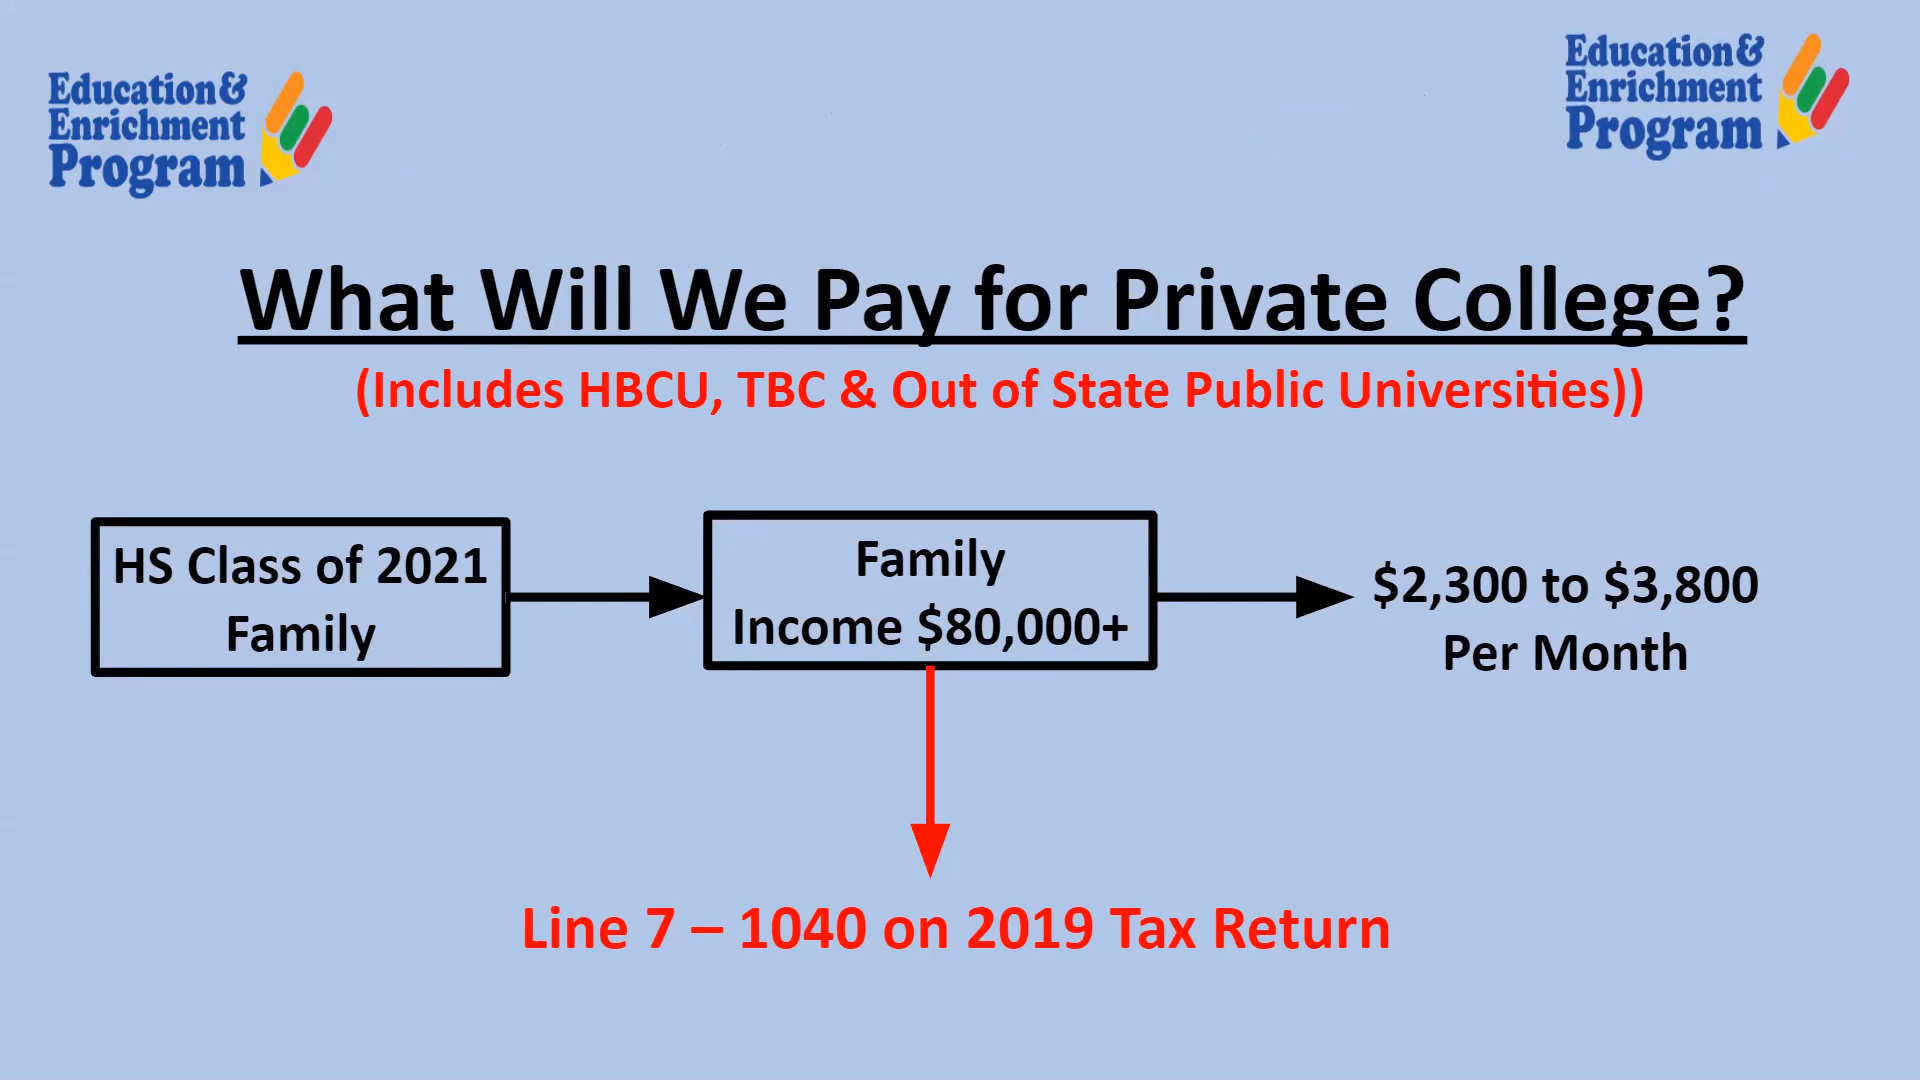 Education&
Enrichment
Program
Education&
Enrichment
Program
What Will We Pay for Private College?
(Includes HBCU, TBC & Out of State Public Universities))
HS Class of 2021
Family
Family
Income $80,000+
$2,300 to $3,800
Per Month
Line 7 – 1040 on 2019 Tax Return